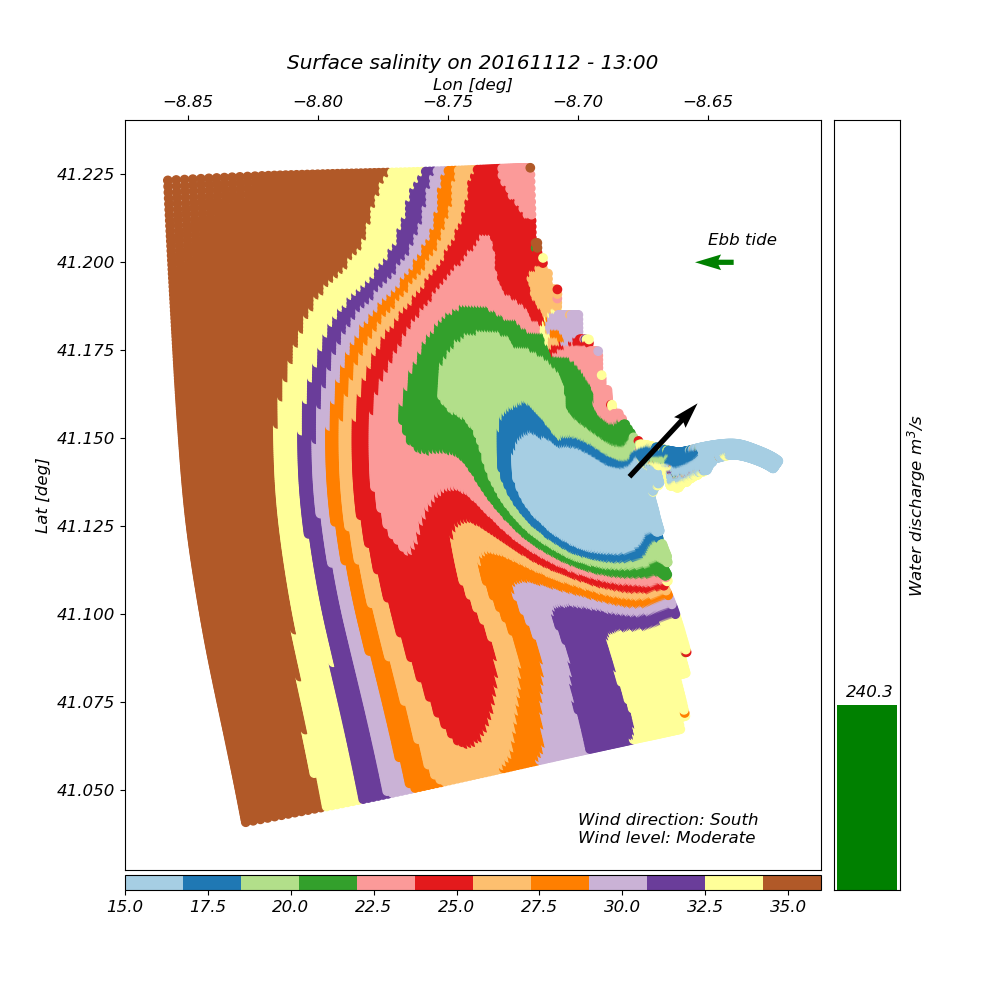 Surface salinity on 20161112 - 13:00
Lon [deg]
−8.85 −8.80 −8.75 −8.70 −8.65
41.225
41.200
41.175
41.150
41.125
41.100
41.075
41.050
Lat [deg]
Ebb tide
Wind direction: South
Wind level: Moderate
15.0 17.5 20.0 22.5 25.0 27.5 30.0 32.5 35.0
240.3
Water discharge m³/s